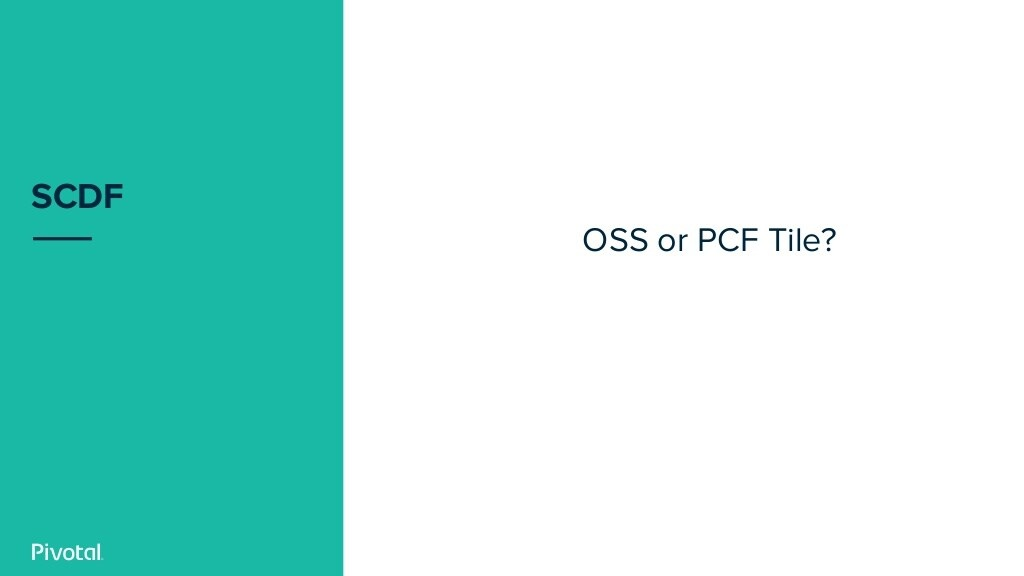 SCDF
OSS or PCF Tile?
Pivotal